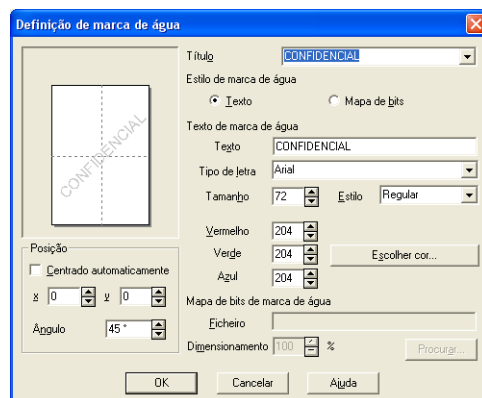 Definição de marca de água
Título CONFIDENCIAL
Estilo de marca de água
Texto Mapa de bits
Texto de marca de água
Texto CONFIDENCIAL
Tipo de letra Arial
Tamanho 72 Estilo Regular
Vermelho 204
Verde 204 Escolher cor...
Azul 204
Mapa de bits de marca de água
Ficheiro
Dimensionamento 100 % Procurar...
CONFIDENCIAL
Posição
Centrado automaticamente
x 0 y 0
Ângulo 45 °
OK Cancelar Ajuda